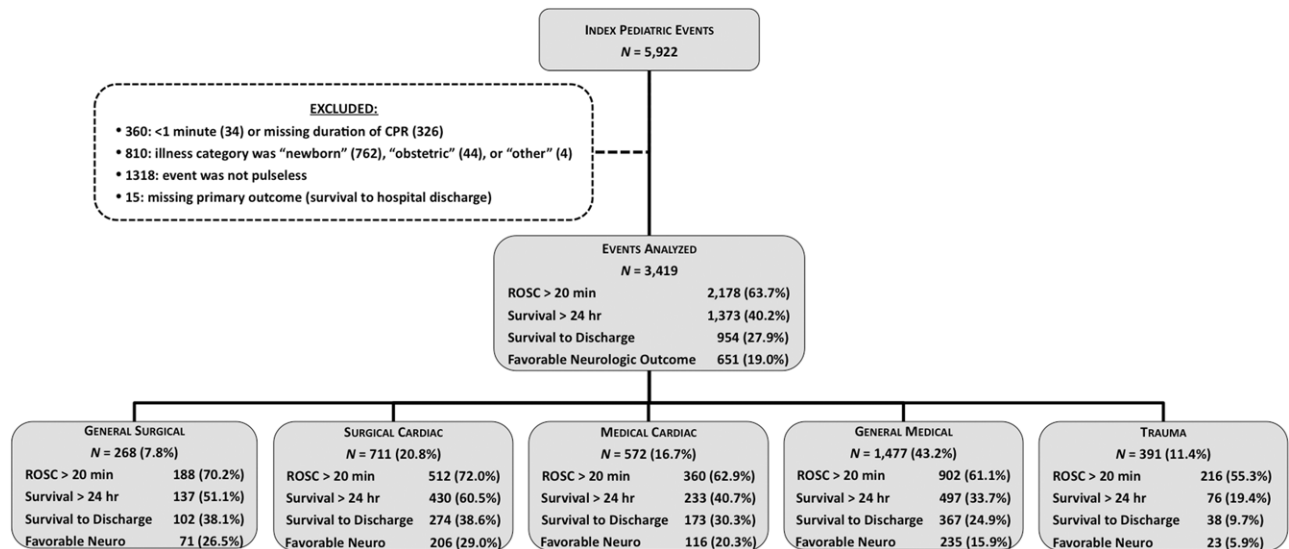 INDEX PEDIATRIC EVENTS
N = 5,922
EXCLUDED:
• 360: <1 minute (34) or missing duration of CPR (326)
• 810: illness category was “newborn” (762), “obstetric” (44), or “other” (4)
• 1318: event was not pulseless
• 15: missing primary outcome (survival to hospital discharge)
EVENTS ANALYZED
N = 3,419
ROSC > 20 min 2,178 (63.7%)
Survival > 24 hr 1,373 (40.2%)
Survival to Discharge 954 (27.9%)
Favorable Neurologic Outcome 651 (19.0%)
GENERAL SURGICAL
N = 268 (7.8%)
ROSC > 20 min 188 (70.2%)
Survival > 24 hr 137 (51.1%)
Survival to Discharge 102 (38.1%)
Favorable Neuro 71 (26.5%)
SURGICAL CARDIAC
N = 711 (20.8%)
ROSC > 20 min 512 (72.0%)
Survival > 24 hr 430 (60.5%)
Survival to Discharge 274 (38.6%)
Favorable Neuro 206 (29.0%)
MEDICAL CARDIAC
N = 572 (16.7%)
ROSC > 20 min 360 (62.9%)
Survival > 24 hr 233 (40.7%)
Survival to Discharge 173 (30.3%)
Favorable Neuro 116 (20.3%)
GENERAL MEDICAL
N = 1,477 (43.2%)
ROSC > 20 min 902 (61.1%)
Survival > 24 hr 497 (33.7%)
Survival to Discharge 367 (24.9%)
Favorable Neuro 235 (15.9%)
TRAUMA
N = 391 (11.4%)
ROSC > 20 min 216 (55.3%)
Survival > 24 hr 76 (19.4%)
Survival to Discharge 38 (9.7%)
Favorable Neuro 23 (5.9%)